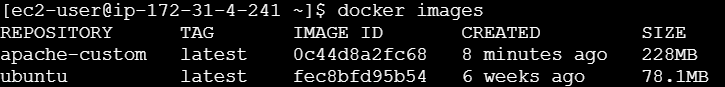 [ec2-user@ip-172-31-4-241 ~]$ docker images
REPOSITORY TAG IMAGE ID CREATED SIZE
apache-custom latest 0c44d8a2fc68 8 minutes ago 228MB
ubuntu latest fec8bfd95b54 6 weeks ago 78.1MB